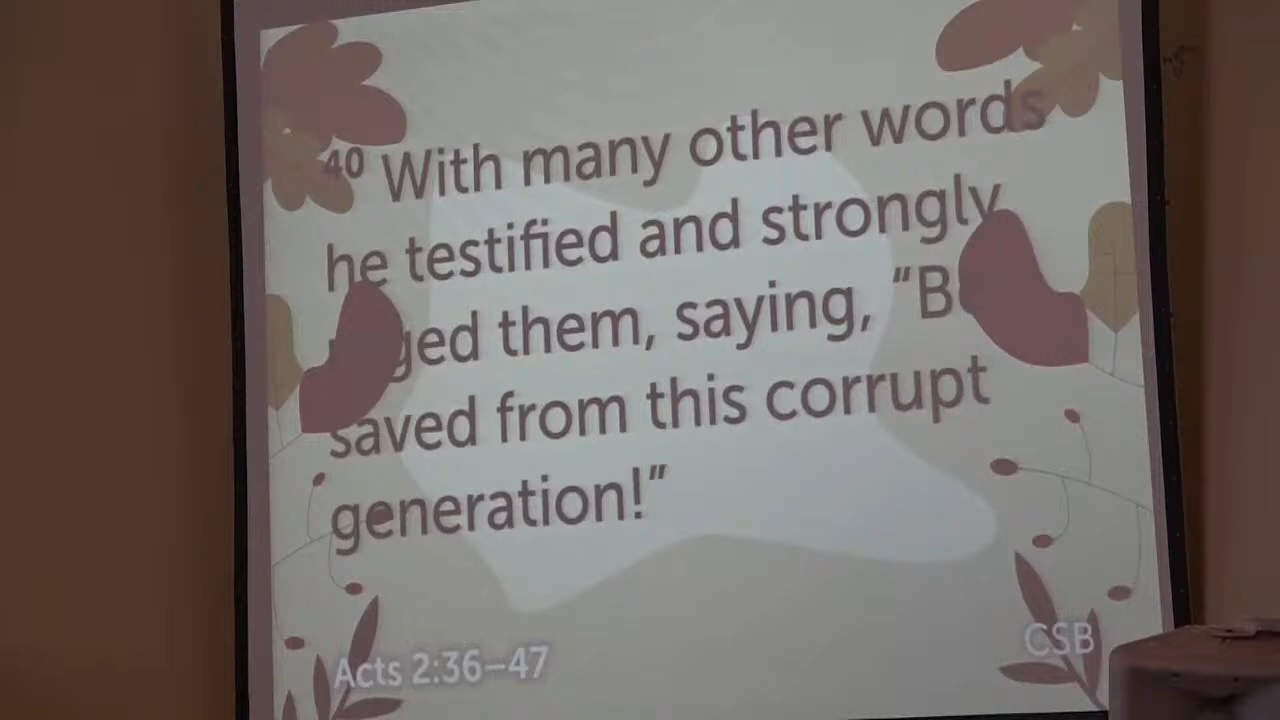 40 With many other words
he testified and strongly
ged them, saying, “B
saved from this corrupt
generation!”
Acts 2:36–47
CSB